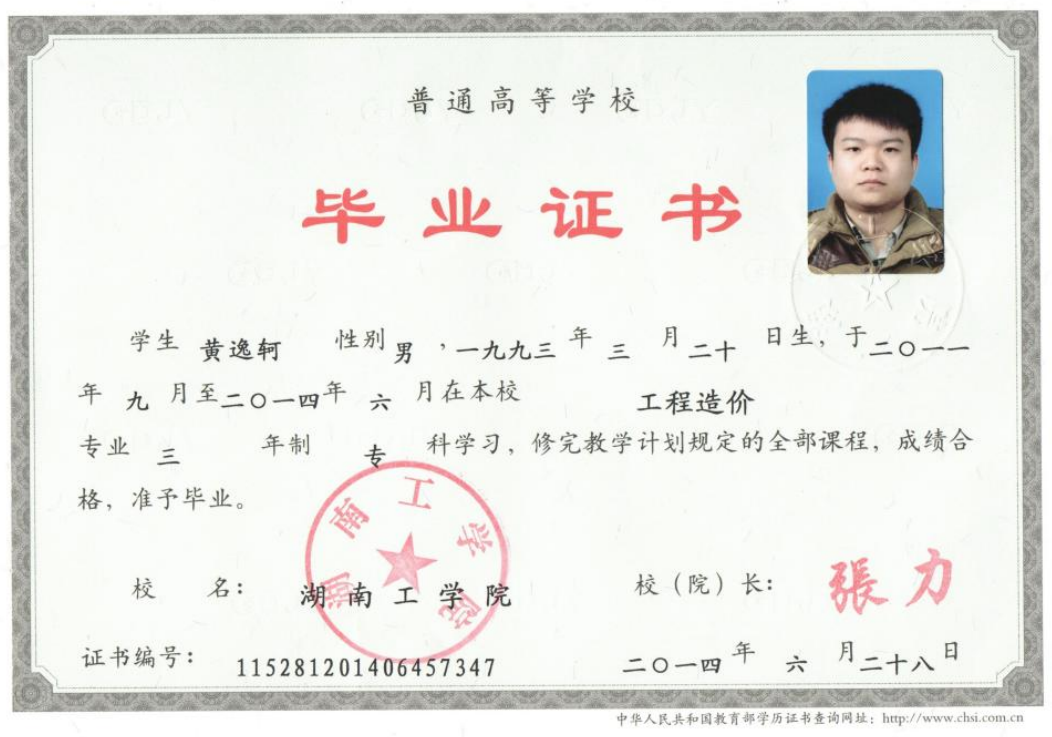 普通高等学校
毕业证书
学生 黄逸轲 性别 男 ，一九九三 年 三 月 二十 日生，于二〇一一
年 九 月至二〇一四年 六 月在本校 工程造价
专业 三 年制 专 科学习，修完教学计划规定的全部课程，成绩合
格，准予毕业。
湖南工学院
校 名： 湖南工学院 校（院）长： 張力
证书编号： 115281201406457347 二〇一四 年 六 月二十八日
中华人民共和国教育部学历证书查询网址：http://www.chsi.com.cn